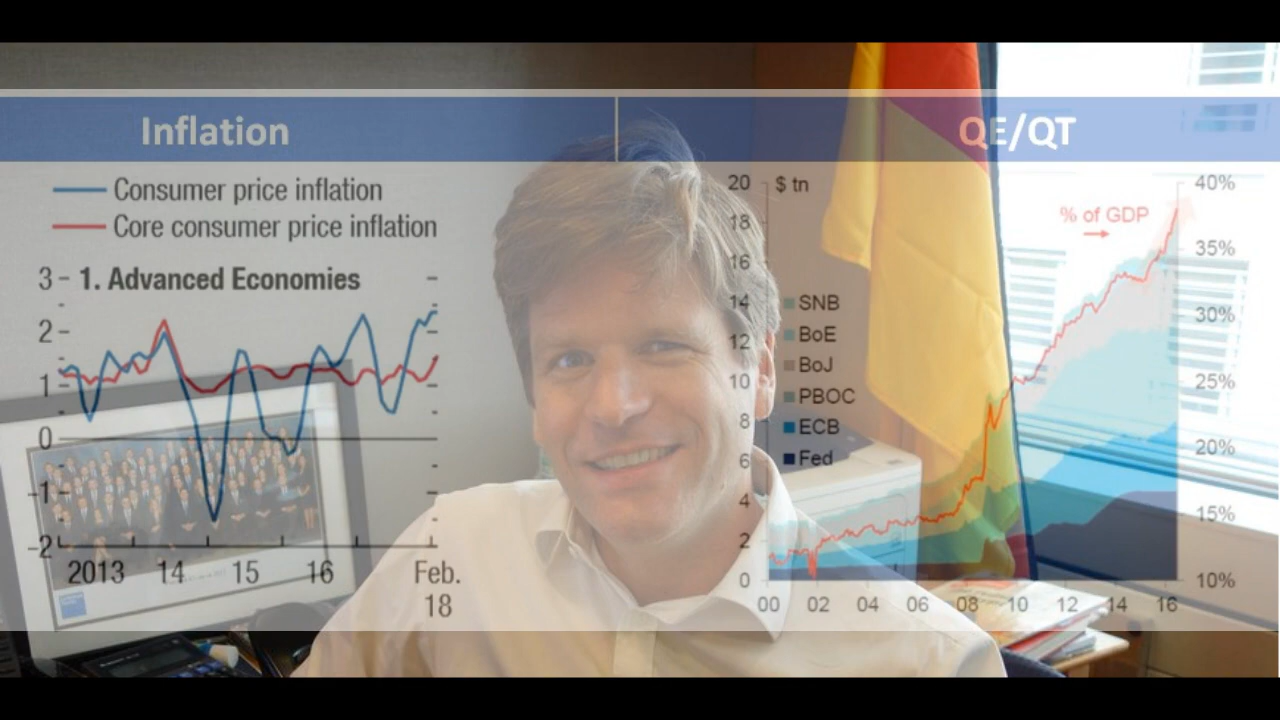 Inflation
QE/QT
Consumer price inflation
Core consumer price inflation
3 - 1. Advanced Economies
2
1
0
-1
-2
2013 14 15 16 Feb.
18
20 $ tn
18
16
14
12
10
8
6
4
2
0
SNB
BoE
BoJ
PBOC
ECB
Fed
% of GDP
40%
35%
30%
25%
20%
15%
10%
00 02 04 06 08 10 12 14 16